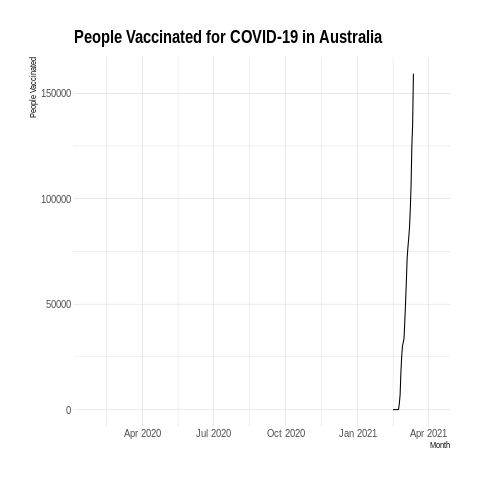 People Vaccinated for COVID-19 in Australia
People Vaccinated
150000
100000
50000
0
Apr 2020 Jul 2020 Oct 2020 Jan 2021 Apr 2021
Month